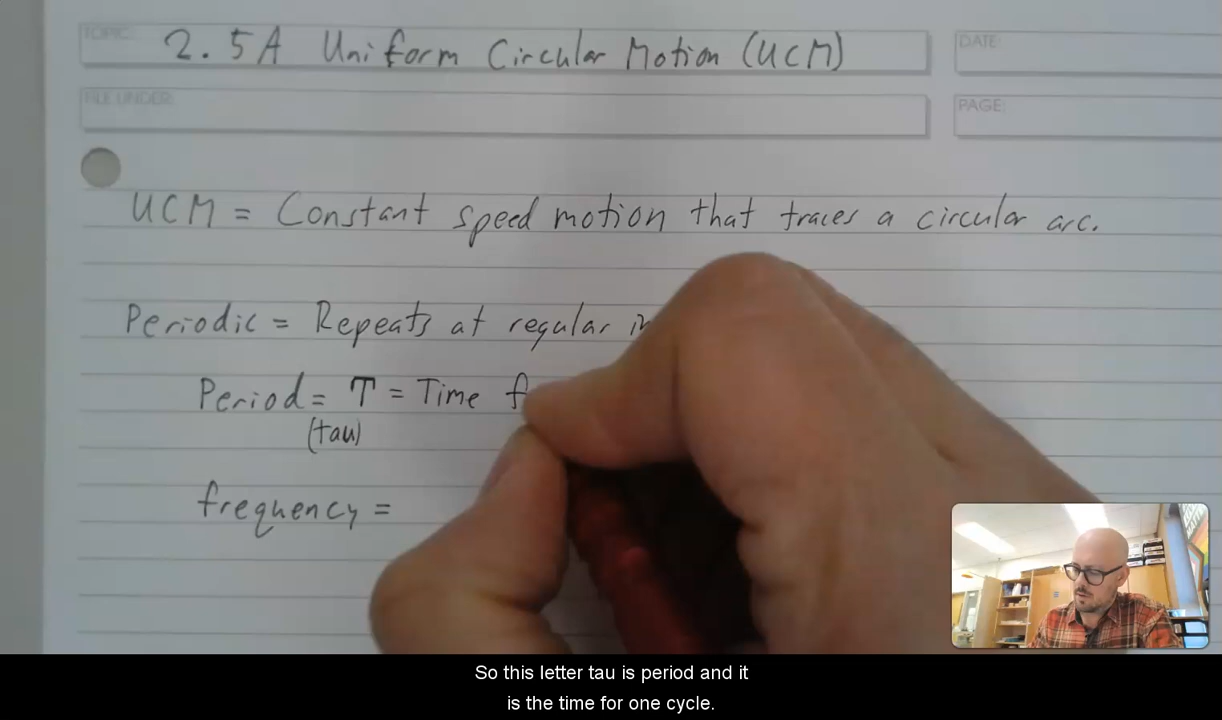 TOPIC: 2.5A Uniform Circular Motion (UCM) DATE:
FILE UNDER: PAGE:
UCM = Constant speed motion that traces a circular arc.
Periodic = Repeats at regular
Period = T = Time
(tau)
frequency =
So this letter tau is period and it
is the time for one cycle.